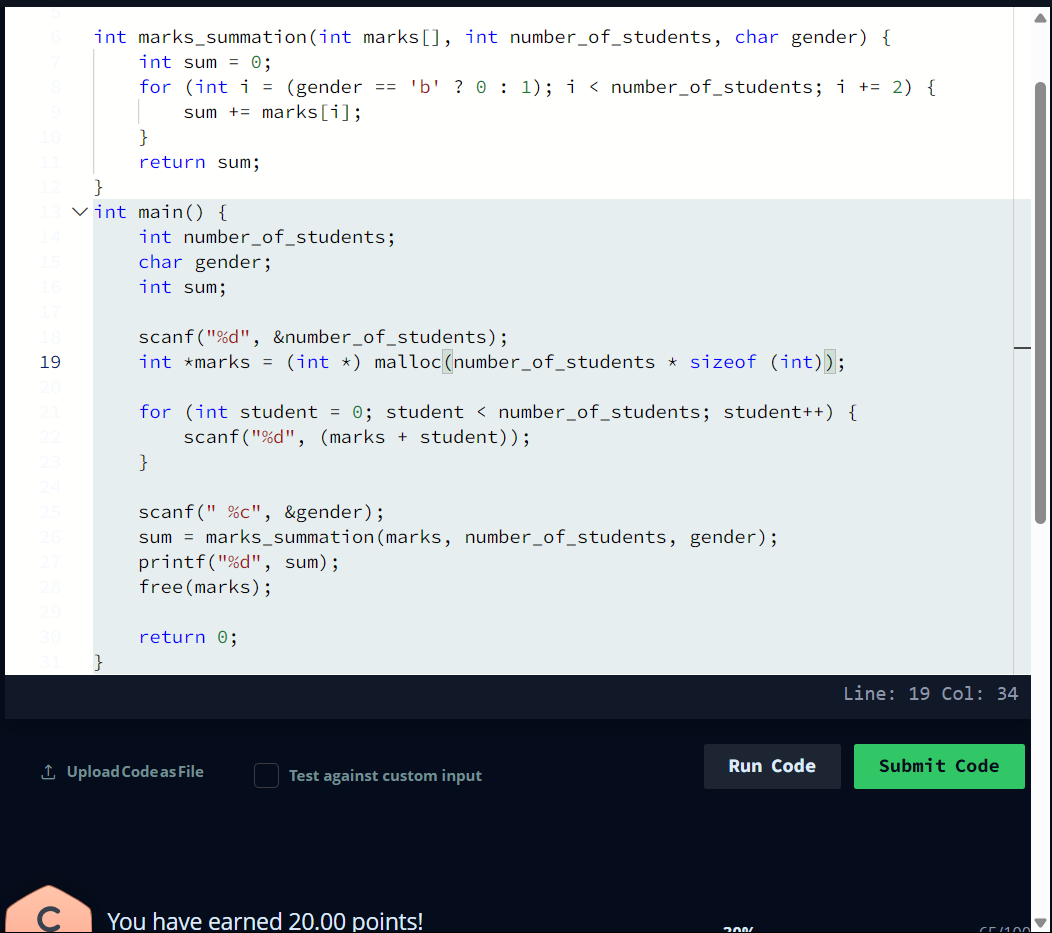 6 int marks_summation(int marks[], int number_of_students, char gender) {
7     int sum = 0;
8     for (int i = (gender == 'b' ? 0 : 1); i < number_of_students; i += 2) {
9         sum += marks[i];
10     }
11     return sum;
12 }
13 int main() {
14     int number_of_students;
15     char gender;
16     int sum;
17
18     scanf("%d", &number_of_students);
19     int *marks = (int *) malloc(number_of_students * sizeof (int));
20
21     for (int student = 0; student < number_of_students; student++) {
22         scanf("%d", (marks + student));
23     }
24
25     scanf(" %c", &gender);
26     sum = marks_summation(marks, number_of_students, gender);
27     printf("%d", sum);
28     free(marks);
29
30     return 0;
31 }
Line: 19 Col: 34
Upload Code as File
Test against custom input
Run Code
Submit Code
C
You have earned 20.00 points!